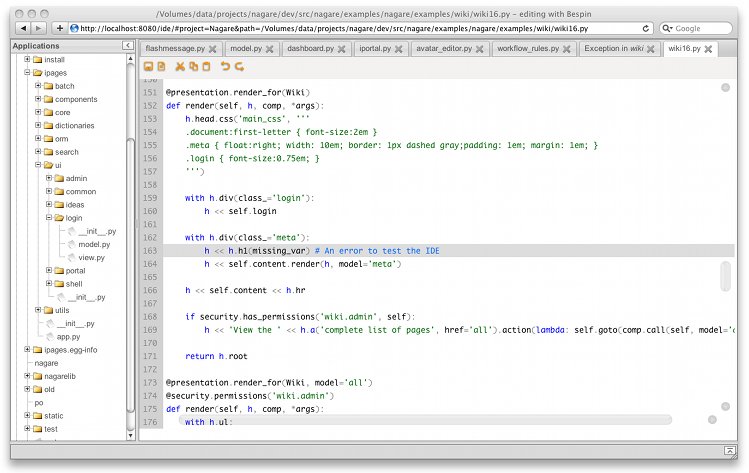 /Volumes/data/projects/nagare/dev/src/nagare/examples/nagare/examples/wiki/wiki16.py - editing with Bespin
http://localhost:8080/ide/#project=Nagare&path=/Volumes/data/projects/nagare/dev/src/nagare/examples/nagare/examples/wiki/wiki16.py
Google
Applications
flashmessage.py
model.py
dashboard.py
iportal.py
avatar_editor.py
workflow_rules.py
Exception in wiki
wiki16.py
install
ipages
batch
components
core
dictionaries
orm
search
ui
admin
common
ideas
login
__init__.py
model.py
view.py
portal
shell
__init__.py
utils
__init__.py
app.py
ipages.egg-info
nagare
nagarelib
old
po
static
test
150
151 @presentation.render_for(Wiki)
152 def render(self, h, comp, *args):
153 h.head.css('main_css', '''
154 .document:first-letter { font-size:2em }
155 .meta { float:right; width: 10em; border: 1px dashed gray;padding: 1em; margin: 1em; }
156 .login { font-size:0.75em; }
157 ''')
158
159 with h.div(class_='login'):
160 h << self.login
161
162 with h.div(class_='meta'):
163 h << h.h1(missing_var) # An error to test the IDE
164 h << self.content.render(h, model='meta')
165
166 h << self.content << h.hr
167
168 if security.has_permissions('wiki.admin', self):
169 h << 'View the ' << h.a('complete list of pages', href='all').action(lambda: self.goto(comp.call(self, model='a
170
171 return h.root
172
173 @presentation.render_for(Wiki, model='all')
174 @security.permissions('wiki.admin')
175 def render(self, h, comp, *args):
176 with h.ul: